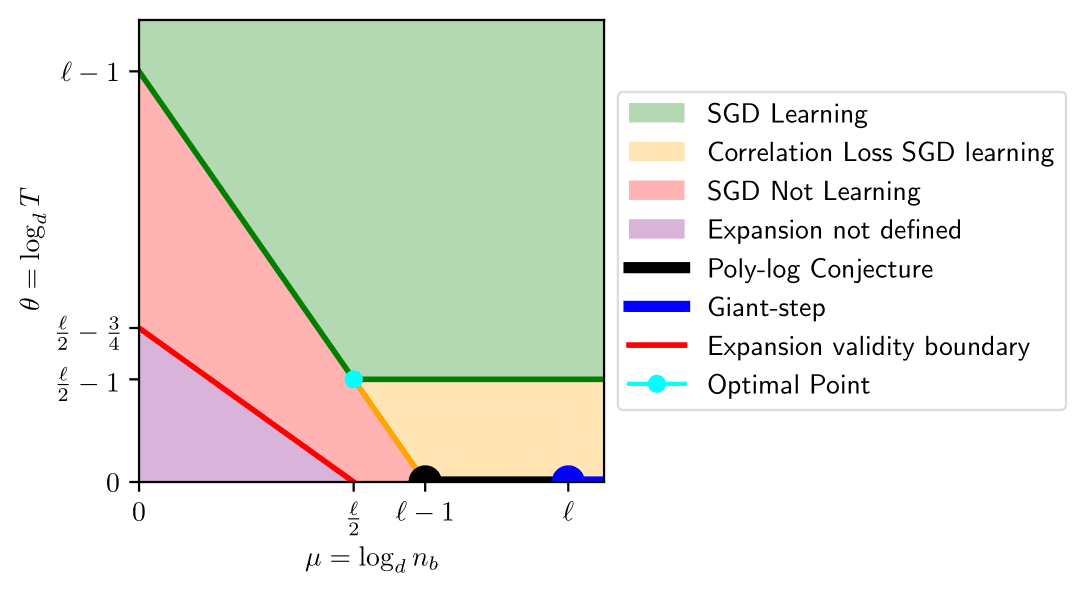 ℓ − 1
ℓ/2 − 3/4
ℓ/2 − 1
0
θ = log_d T
0
ℓ/2
ℓ − 1
ℓ
μ = log_d n_b
SGD Learning
Correlation Loss SGD learning
SGD Not Learning
Expansion not defined
Poly-log Conjecture
Giant-step
Expansion validity boundary
Optimal Point